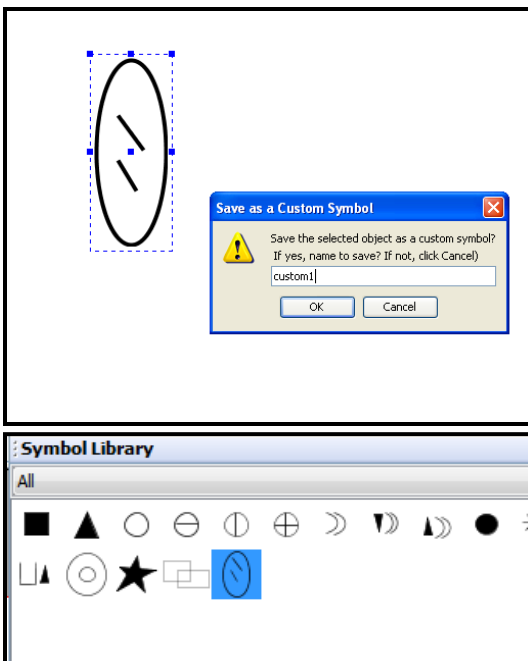 Save as a Custom Symbol
Save the selected object as a custom symbol?
If yes, name to save? If not, click Cancel)
custom1
OK
Cancel
Symbol Library
All